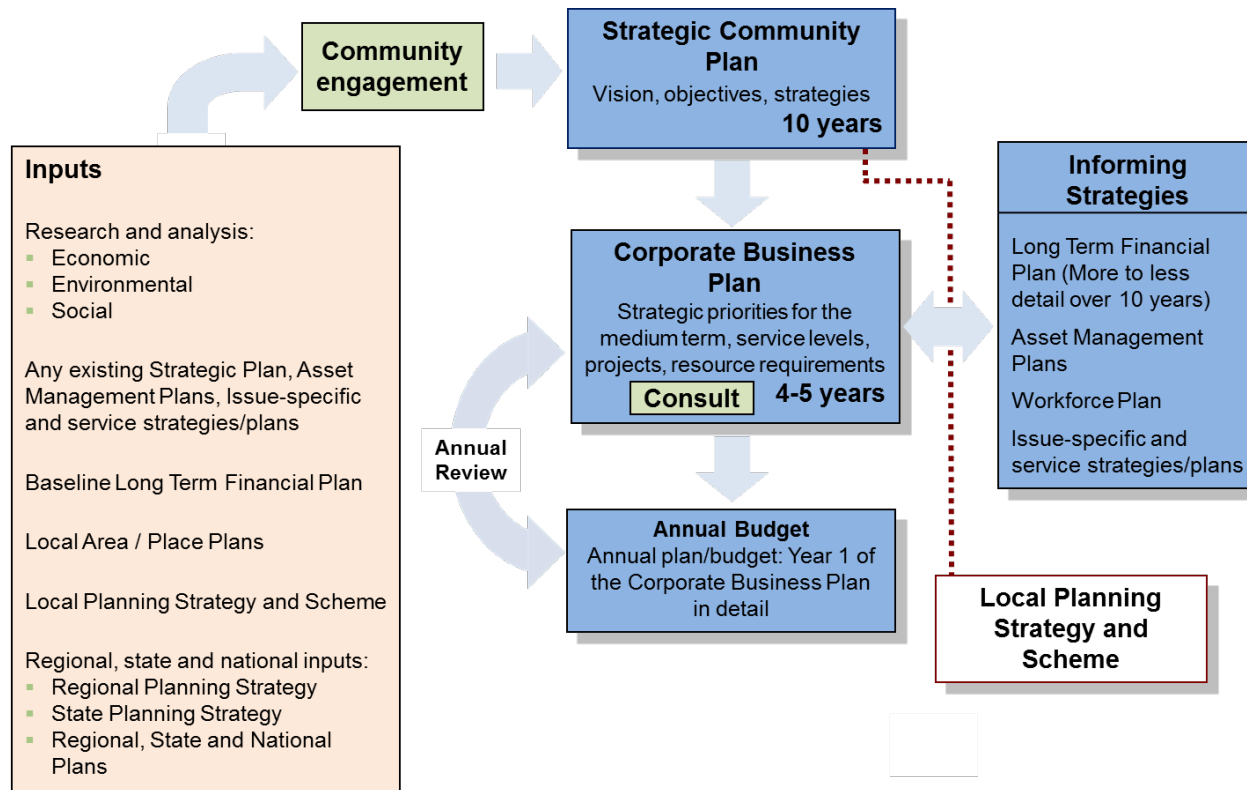 Community
engagement
Strategic Community
Plan
Vision, objectives, strategies
10 years
Inputs
Research and analysis:
Economic
Environmental
Social
Any existing Strategic Plan, Asset
Management Plans, Issue-specific
and service strategies/plans
Baseline Long Term Financial Plan
Local Area / Place Plans
Local Planning Strategy and Scheme
Regional, state and national inputs:
Regional Planning Strategy
State Planning Strategy
Regional, State and National
Plans
Corporate Business
Plan
Strategic priorities for the
medium term, service levels,
projects, resource requirements
Consult 4-5 years
Annual
Review
Annual Budget
Annual plan/budget: Year 1 of
the Corporate Business Plan
in detail
Informing
Strategies
Long Term Financial
Plan (More to less
detail over 10 years)
Asset Management
Plans
Workforce Plan
Issue-specific and
service strategies/plans
Local Planning
Strategy and
Scheme